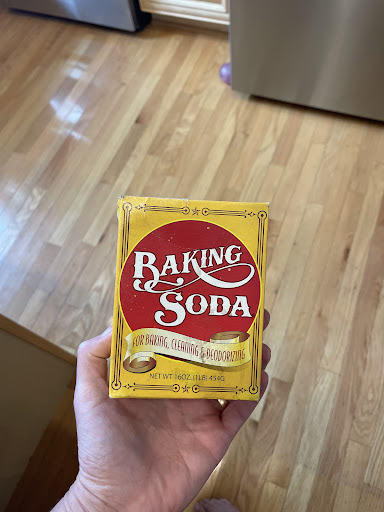 BAKING
SODA
FOR BAKING, CLEANING & DEODORIZING
NET WT 16OZ. (1LB) 454G